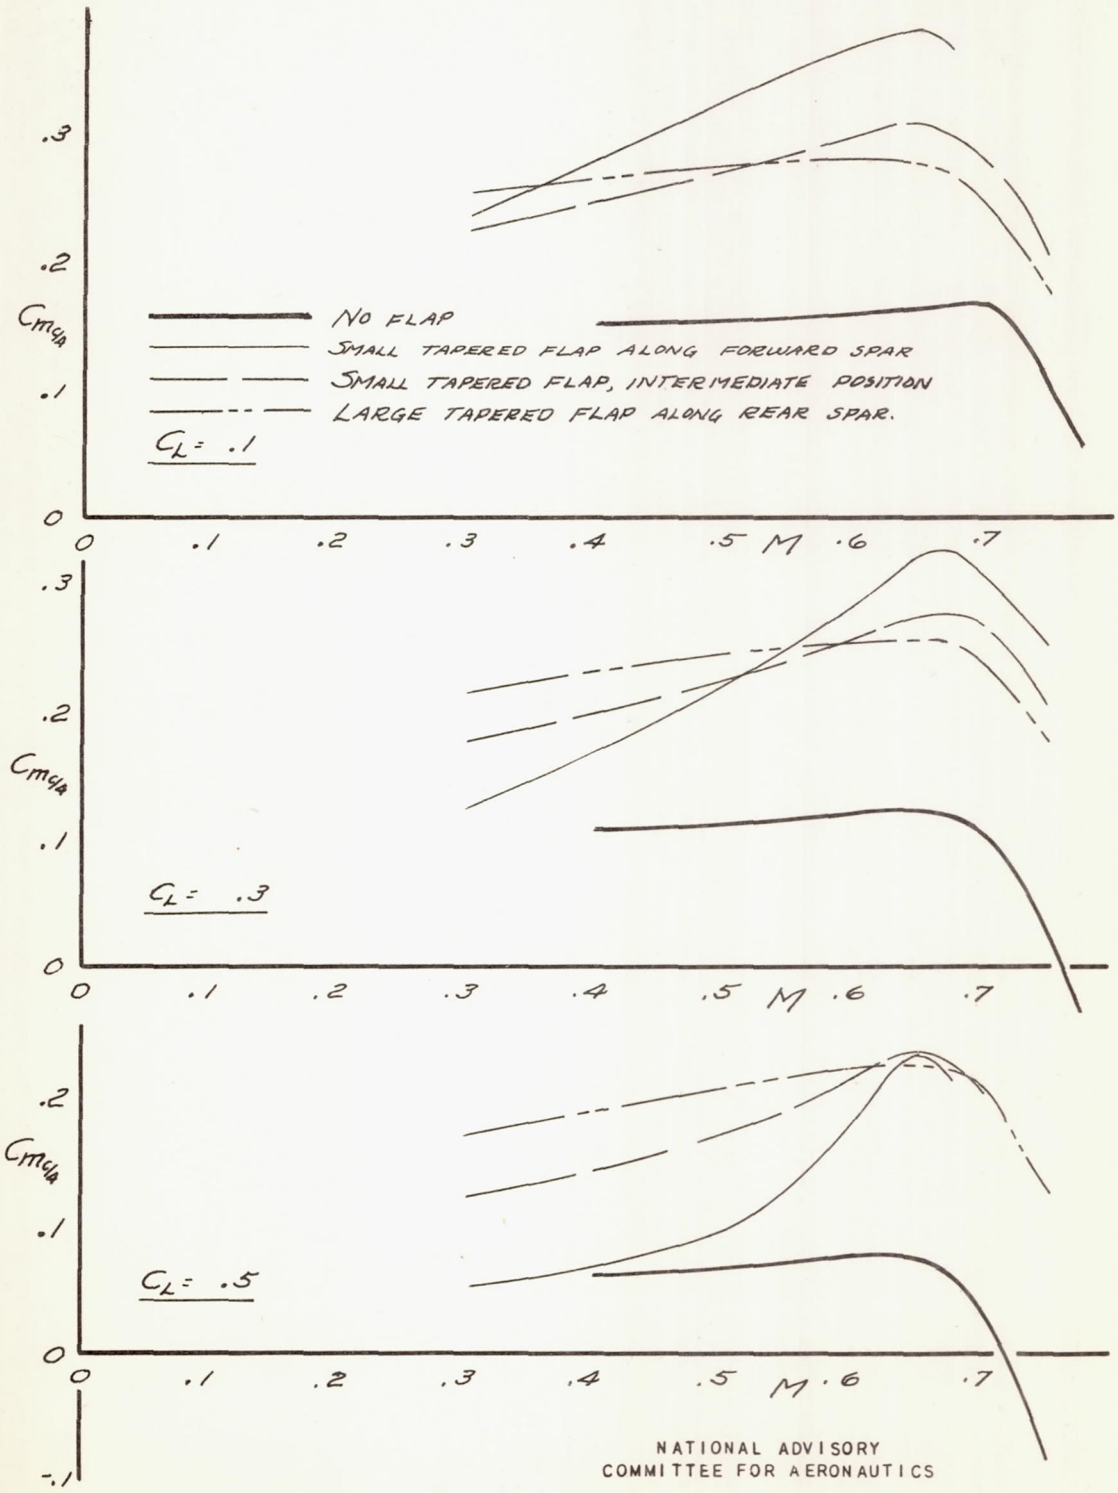 .3
.2
Cmc/4
.1
0
NO FLAP
SMALL TAPERED FLAP ALONG FORWARD SPAR
SMALL TAPERED FLAP, INTERMEDIATE POSITION
LARGE TAPERED FLAP ALONG REAR SPAR.
CL = .1
0 .1 .2 .3 .4 .5 M .6 .7
.3
.2
Cmc/4
.1
CL = .3
0
0 .1 .2 .3 .4 .5 M .6 .7
.2
Cmc/4
.1
CL = .5
0
0 .1 .2 .3 .4 .5 M .6 .7
-.1
NATIONAL ADVISORY
COMMITTEE FOR AERONAUTICS